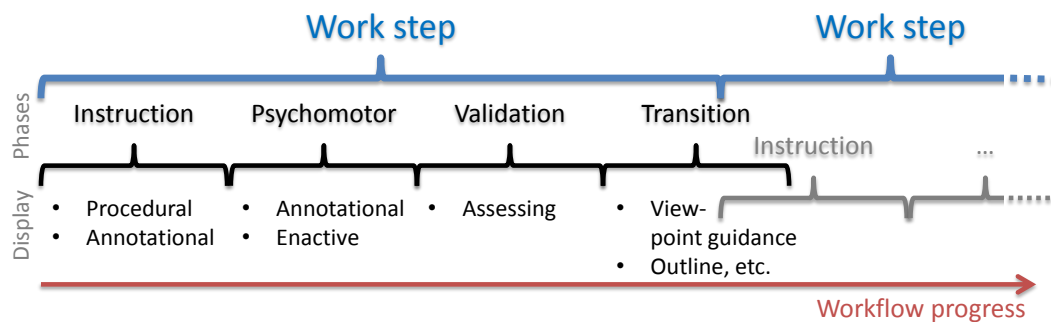 Work step
Work step
Phases
Instruction
Psychomotor
Validation
Transition
Instruction
...
Display
• Procedural
• Annotational
• Annotational
• Enactive
• Assessing
• View-
point guidance
• Outline, etc.
Workflow progress